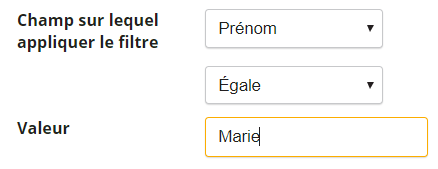 Champ sur lequel
appliquer le filtre
Prénom
Égale
Valeur
Marie